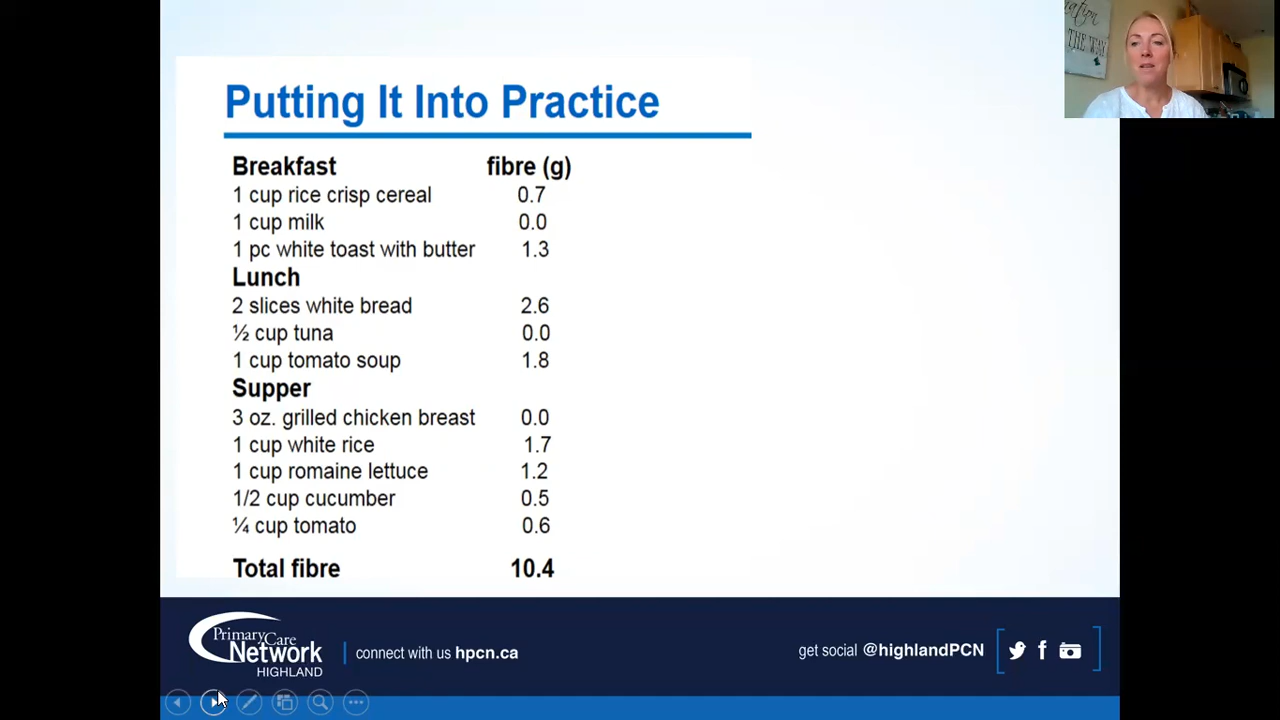 Putting It Into Practice
Breakfast fibre (g)
1 cup rice crisp cereal 0.7
1 cup milk 0.0
1 pc white toast with butter 1.3
Lunch
2 slices white bread 2.6
½ cup tuna 0.0
1 cup tomato soup 1.8
Supper
3 oz. grilled chicken breast 0.0
1 cup white rice 1.7
1 cup romaine lettuce 1.2
1/2 cup cucumber 0.5
¼ cup tomato 0.6
Total fibre 10.4
PrimaryCare
Network
HIGHLAND
connect with us hpcn.ca
get social @highlandPCN
THE WAY